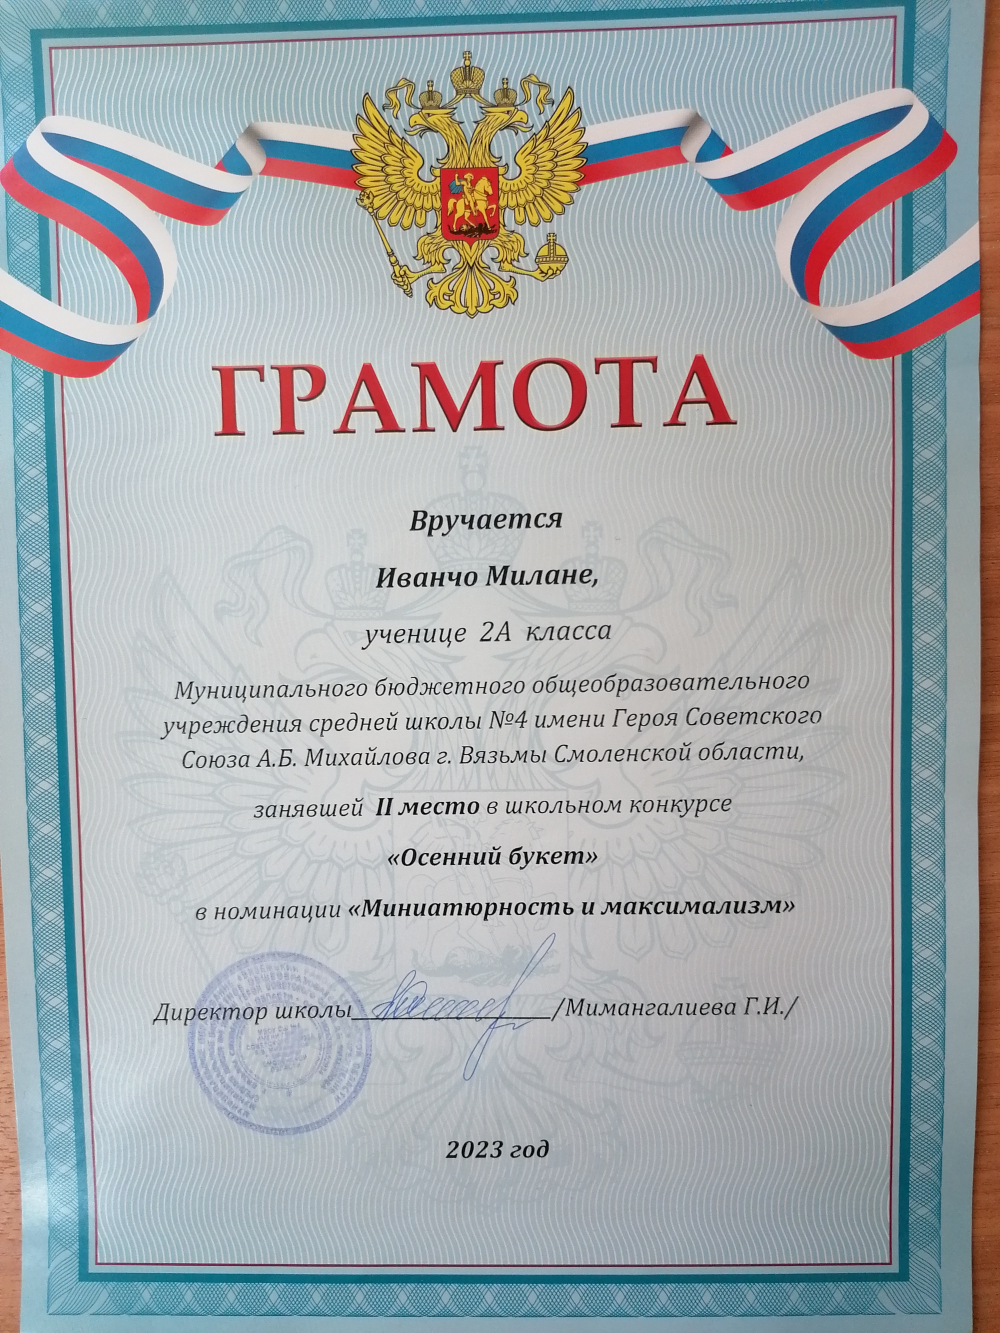 ГРАМОТА
Вручается
Иванчо Милане,
ученице 2А класса
Муниципального бюджетного общеобразовательного
учреждения средней школы №4 имени Героя Советского
Союза А.Б. Михайлова г. Вязьмы Смоленской области,
занявшей II место в школьном конкурсе
«Осенний букет»
в номинации «Миниатюрность и максимализм»
Директор школы /Мимангалиева Г.И./
2023 год